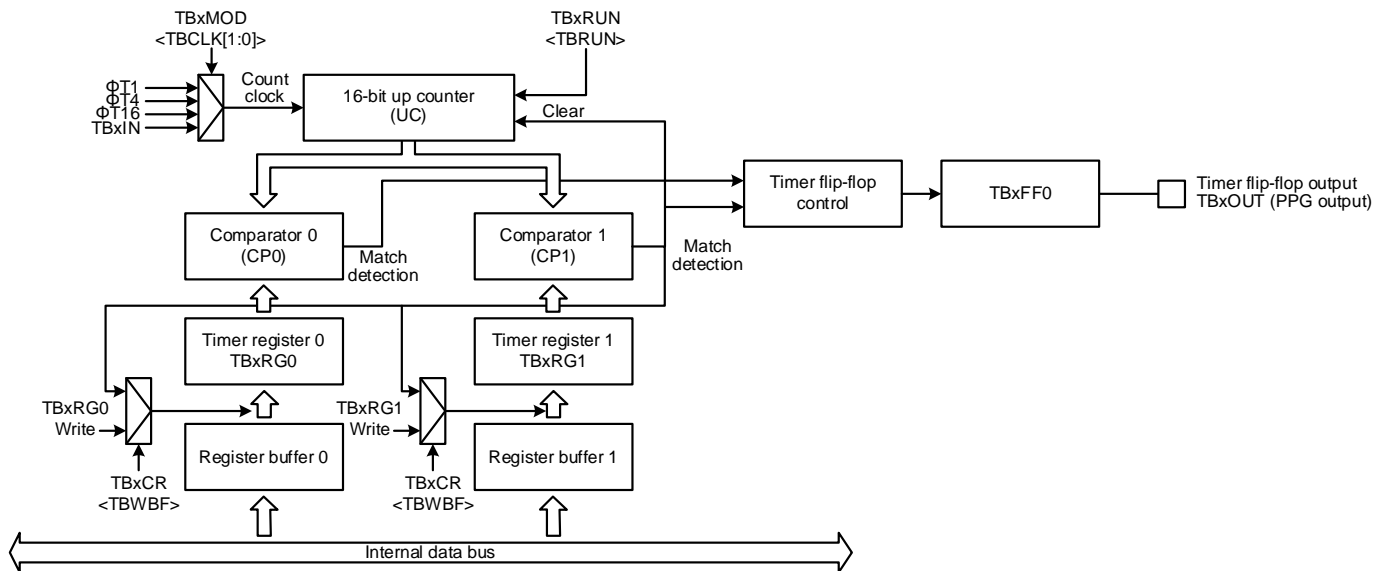 TBxMOD
<TBCLK[1:0]>
TBxRUN
<TBRUN>
ΦT1
ΦT4
ΦT16
TBxIN
Count
clock
16-bit up counter
(UC)
Clear
Timer flip-flop
control
TBxFF0
Timer flip-flop output
TBxOUT (PPG output)
Comparator 0
(CP0)
Match
detection
Comparator 1
(CP1)
Match
detection
Timer register 0
TBxRG0
Timer register 1
TBxRG1
TBxRG0
Write
TBxRG1
Write
Register buffer 0
Register buffer 1
TBxCR
<TBWBF>
TBxCR
<TBWBF>
Internal data bus